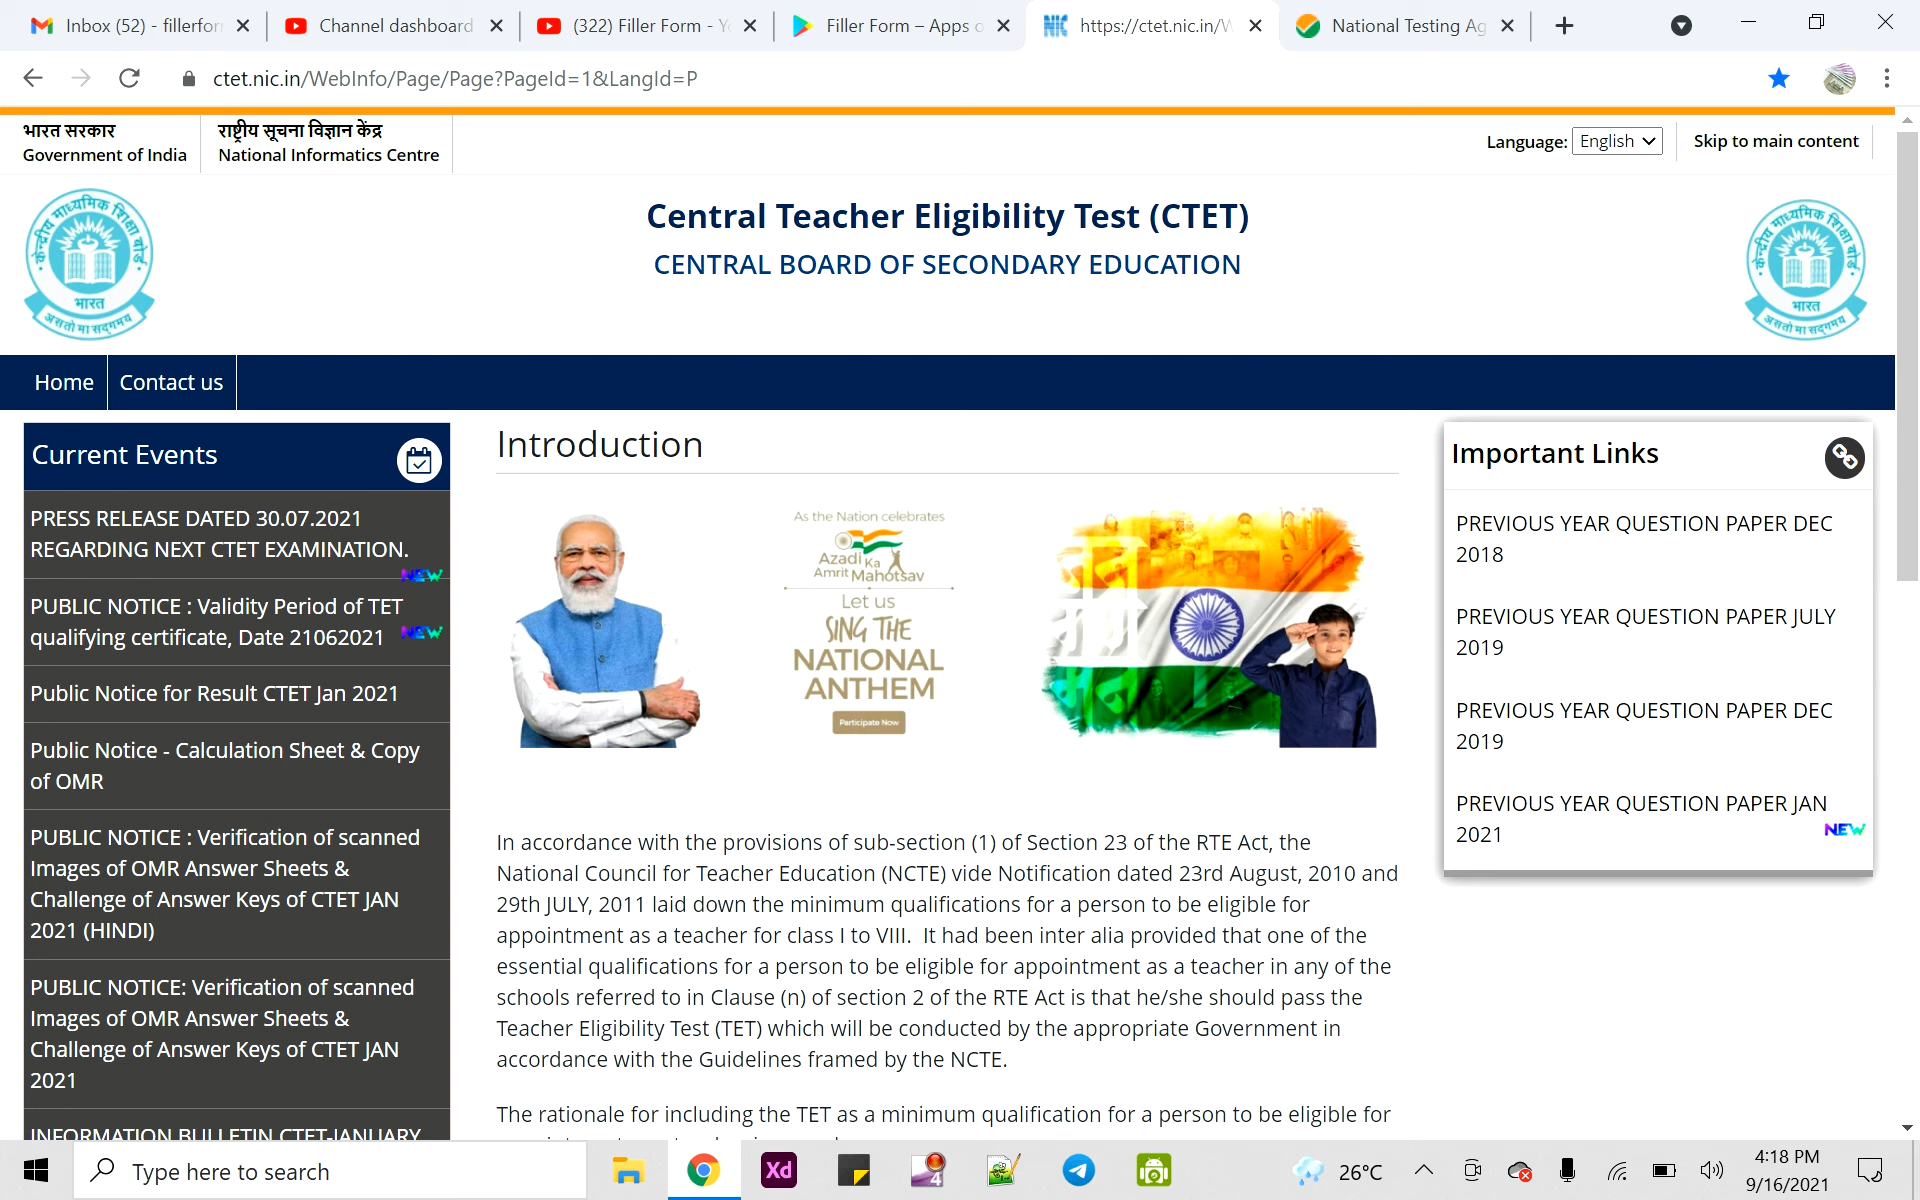 Inbox (52) - fillerfor
Channel dashboard
(322) Filler Form - Y
Filler Form – Apps o
https://ctet.nic.in/W
National Testing Ag
ctet.nic.in/WebInfo/Page/Page?PageId=1&LangId=P
भारत सरकार
Government of India
राष्ट्रीय सूचना विज्ञान केंद्र
National Informatics Centre
Language: English
Skip to main content
केन्द्रीय माध्यमिक शिक्षा बोर्ड
भारत
असतो मा सद्गमय
Central Teacher Eligibility Test (CTET)
CENTRAL BOARD OF SECONDARY EDUCATION
केन्द्रीय माध्यमिक शिक्षा बोर्ड
भारत
असतो मा सद्गमय
Home
Contact us
Current Events
PRESS RELEASE DATED 30.07.2021
REGARDING NEXT CTET EXAMINATION.
NEW
PUBLIC NOTICE : Validity Period of TET
qualifying certificate, Date 21062021 NEW
Public Notice for Result CTET Jan 2021
Public Notice - Calculation Sheet & Copy
of OMR
PUBLIC NOTICE : Verification of scanned
Images of OMR Answer Sheets &
Challenge of Answer Keys of CTET JAN
2021 (HINDI)
PUBLIC NOTICE: Verification of scanned
Images of OMR Answer Sheets &
Challenge of Answer Keys of CTET JAN
2021
INFORMATION BULLETIN CTET-JANUARY
Introduction
As the Nation celebrates
Azadi Ka
Amrit Mahotsav
Let us
SING THE
NATIONAL
ANTHEM
Participate Now
In accordance with the provisions of sub-section (1) of Section 23 of the RTE Act, the
National Council for Teacher Education (NCTE) vide Notification dated 23rd August, 2010 and
29th JULY, 2011 laid down the minimum qualifications for a person to be eligible for
appointment as a teacher for class I to VIII.  It had been inter alia provided that one of the
essential qualifications for a person to be eligible for appointment as a teacher in any of the
schools referred to in Clause (n) of section 2 of the RTE Act is that he/she should pass the
Teacher Eligibility Test (TET) which will be conducted by the appropriate Government in
accordance with the Guidelines framed by the NCTE.
The rationale for including the TET as a minimum qualification for a person to be eligible for
Important Links
PREVIOUS YEAR QUESTION PAPER DEC
2018
PREVIOUS YEAR QUESTION PAPER JULY
2019
PREVIOUS YEAR QUESTION PAPER DEC
2019
PREVIOUS YEAR QUESTION PAPER JAN
2021 NEW
Type here to search
Xd
4
26°C
4:18 PM
9/16/2021